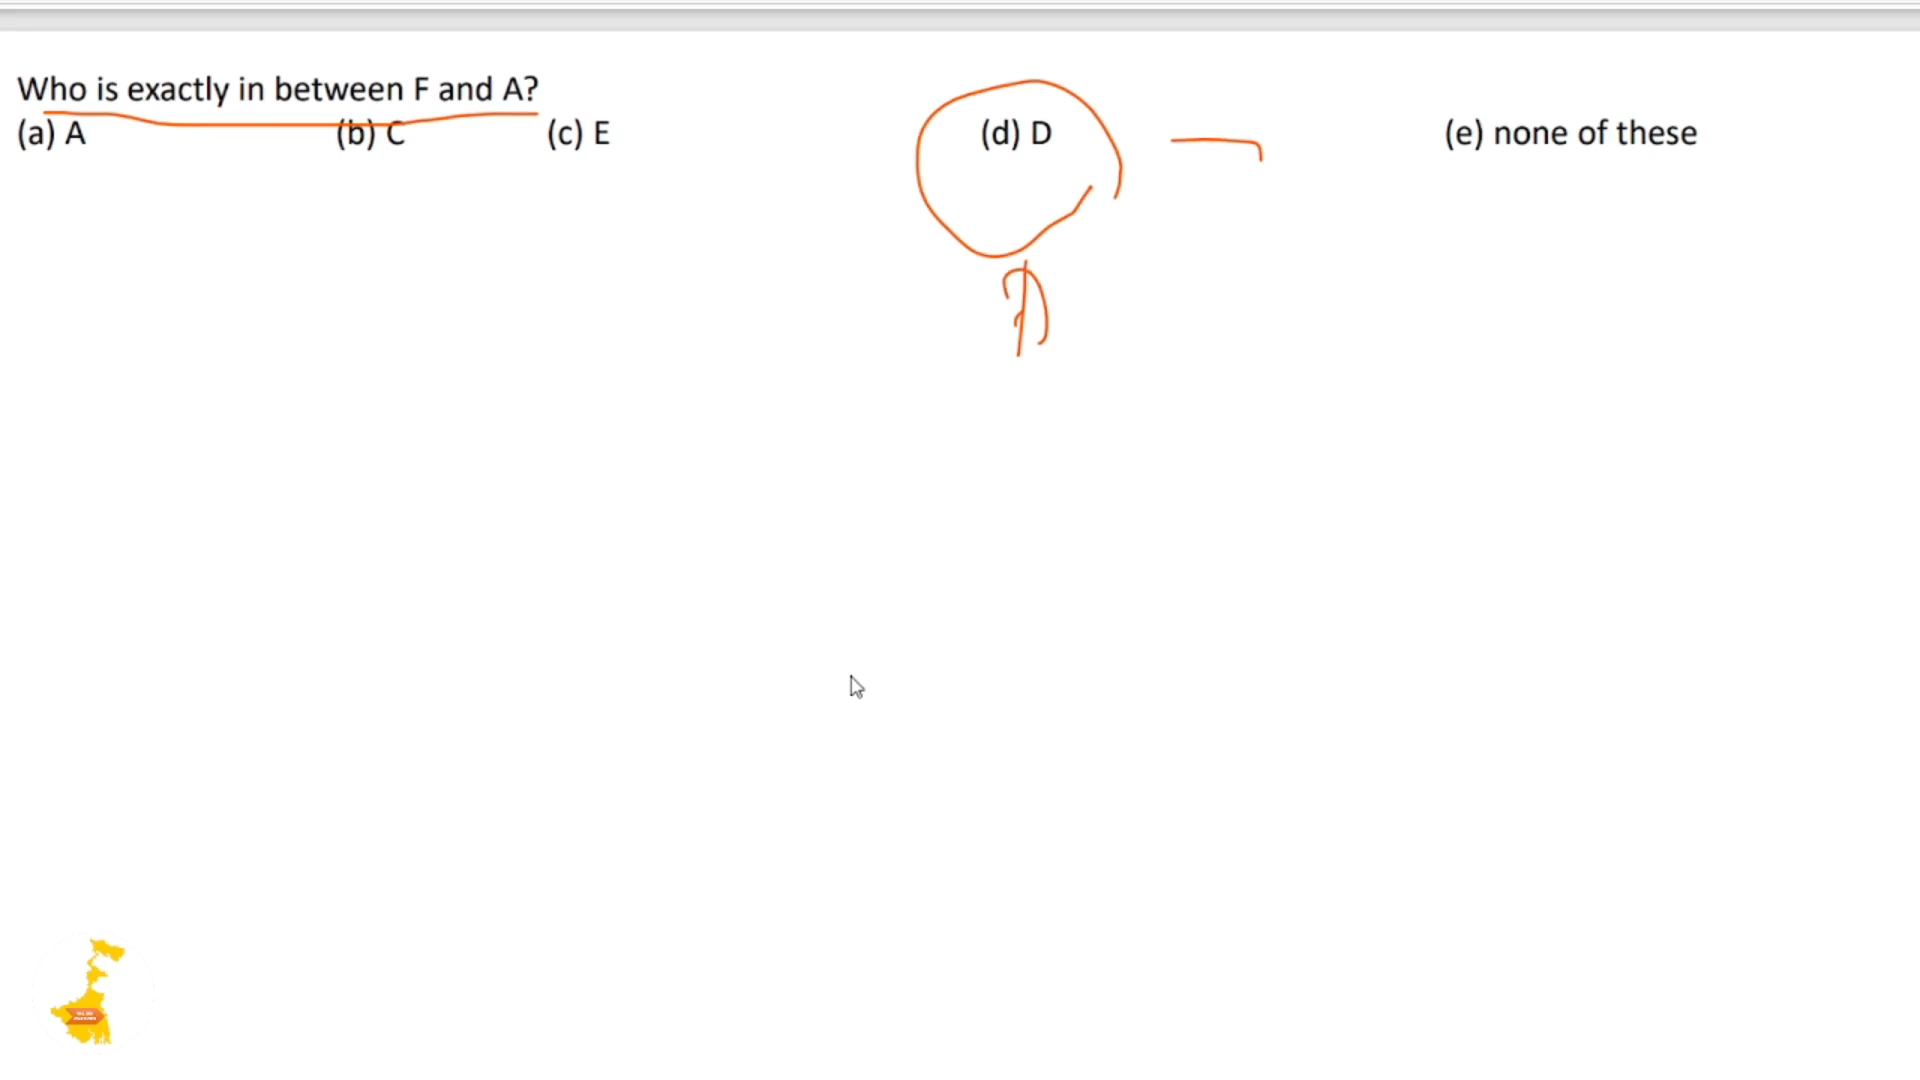 Who is exactly in between F and A?
(a) A (b) C (c) E (d) D (e) none of these
D